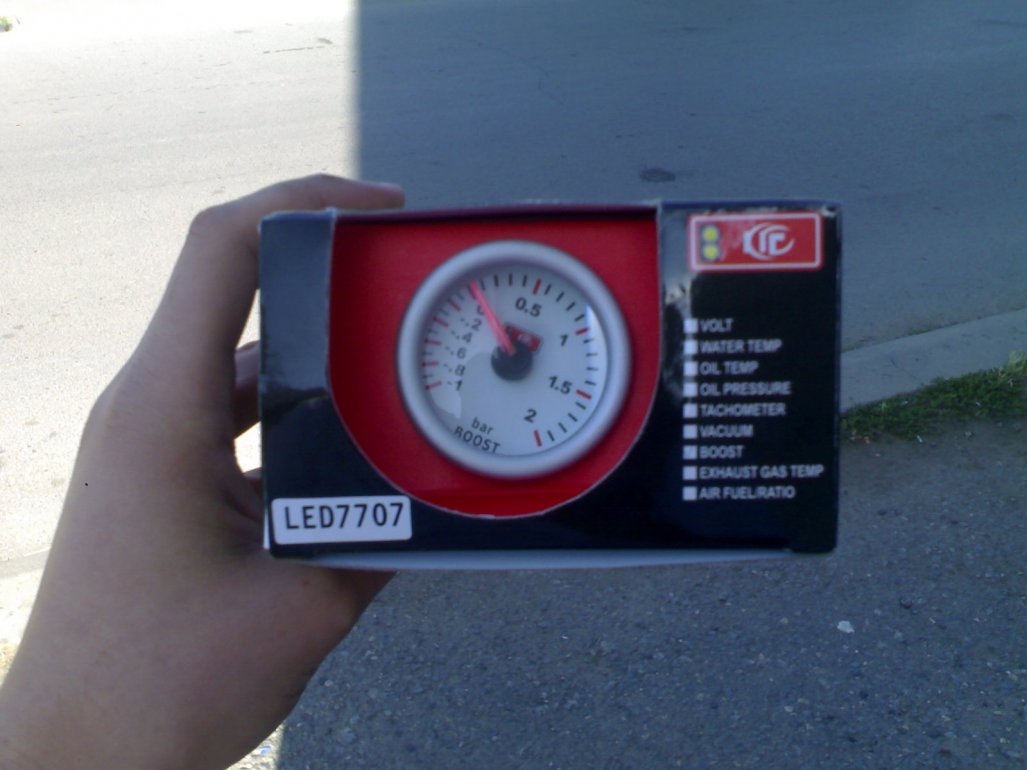 0
0.5
1
1.5
2
-.2
-.4
-.6
-.8
-1
bar
BOOST
LED7707
VOLT
WATER TEMP
OIL TEMP
OIL PRESSURE
TACHOMETER
VACUUM
BOOST
EXHAUST GAS TEMP
AIR FUEL/RATIO